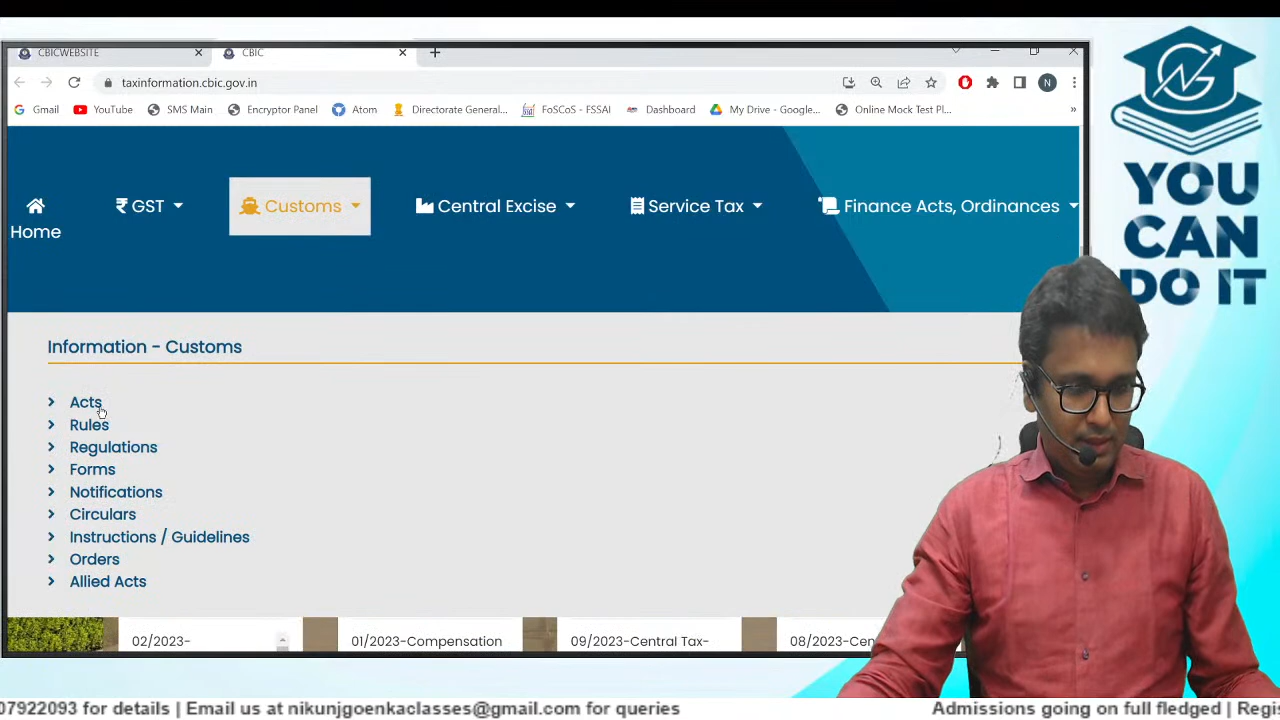 CBICWEBSITE
CBIC
taxinformation.cbic.gov.in
N
Gmail
YouTube
SMS Main
Encryptor Panel
Atom
Directorate General...
FoSCoS - FSSAI
Dashboard
My Drive - Google...
Online Mock Test Pl...
»
Home
GST
Customs
Central Excise
Service Tax
Finance Acts, Ordinances
Information - Customs
Acts
Rules
Regulations
Forms
Notifications
Circulars
Instructions / Guidelines
Orders
Allied Acts
02/2023-
01/2023-Compensation
09/2023-Central Tax-
08/2023-Cen
YOU
CAN
DO IT
07922093 for details | Email us at nikunjgoenkaclasses@gmail.com for queries
Admissions going on full fledged | Regis